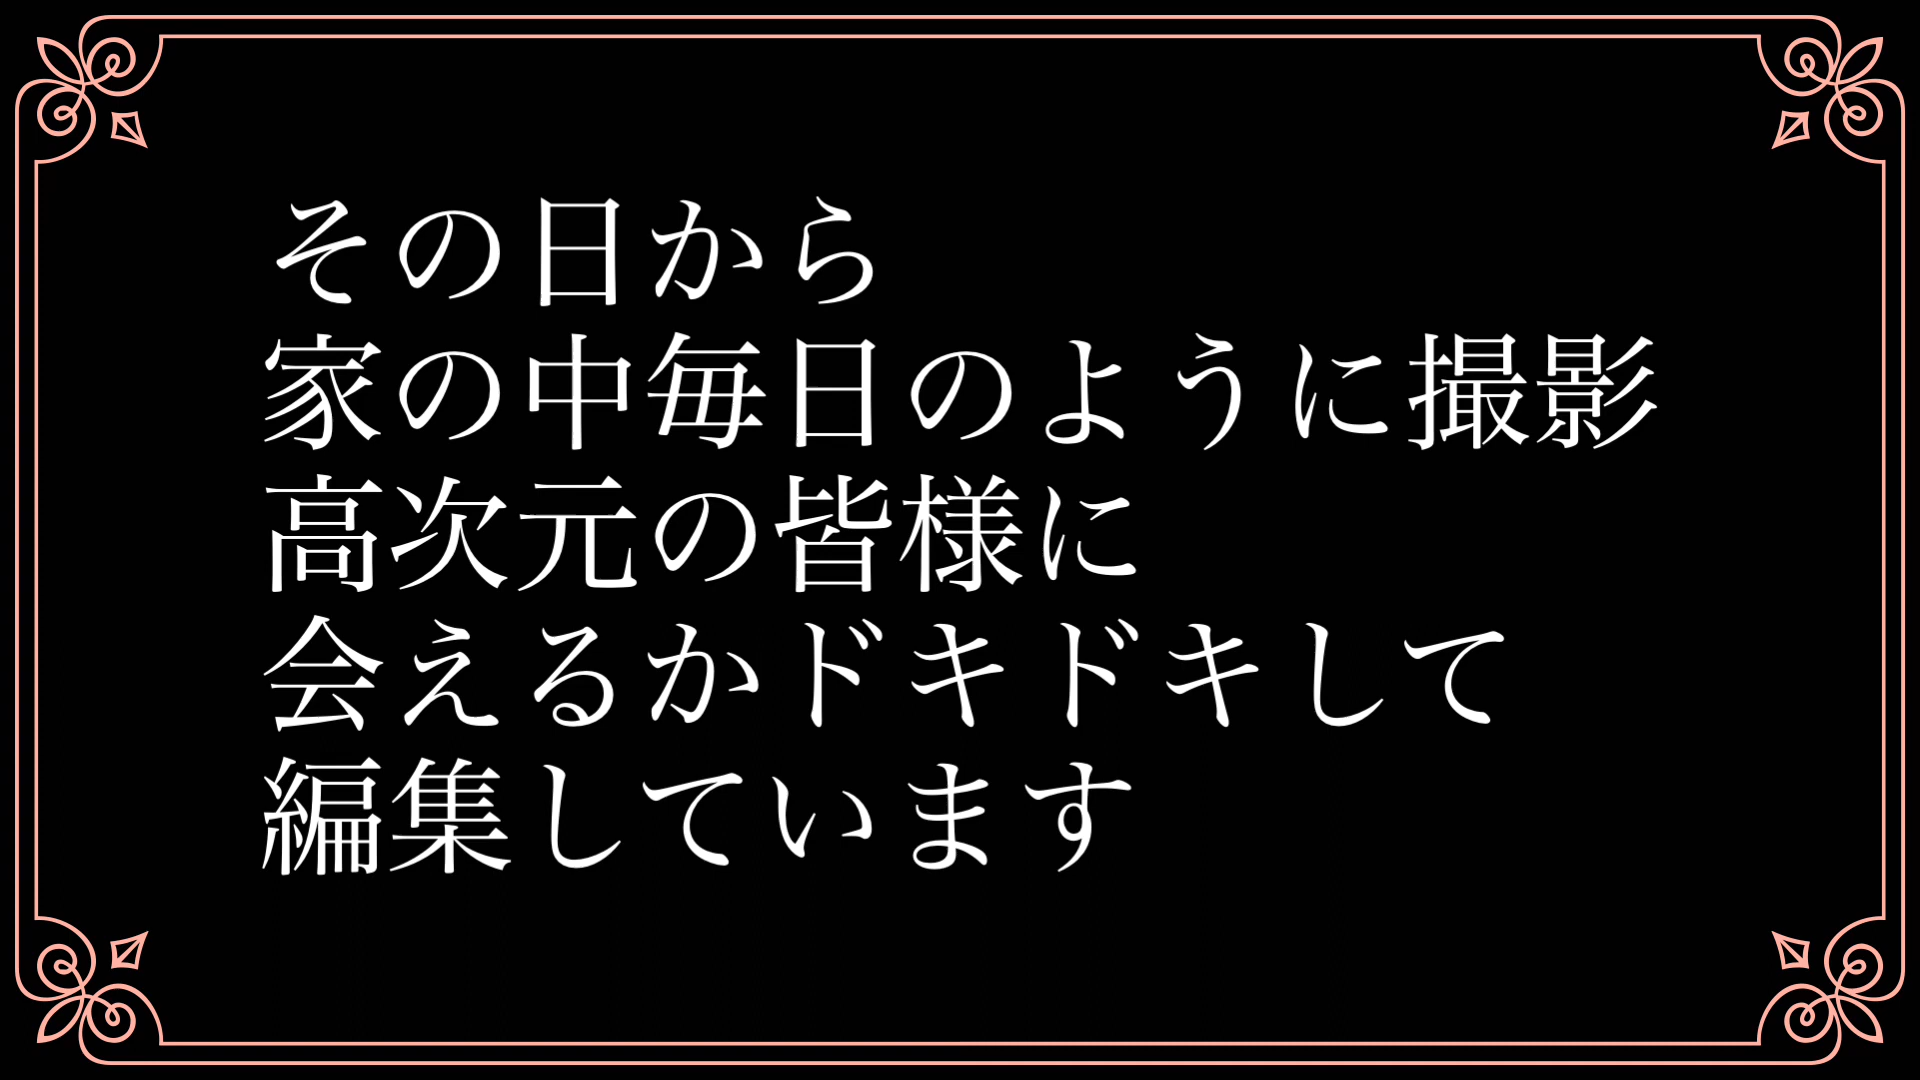 その日から
家の中毎日のように撮影
高次元の皆様に
会えるかドキドキして
編集しています